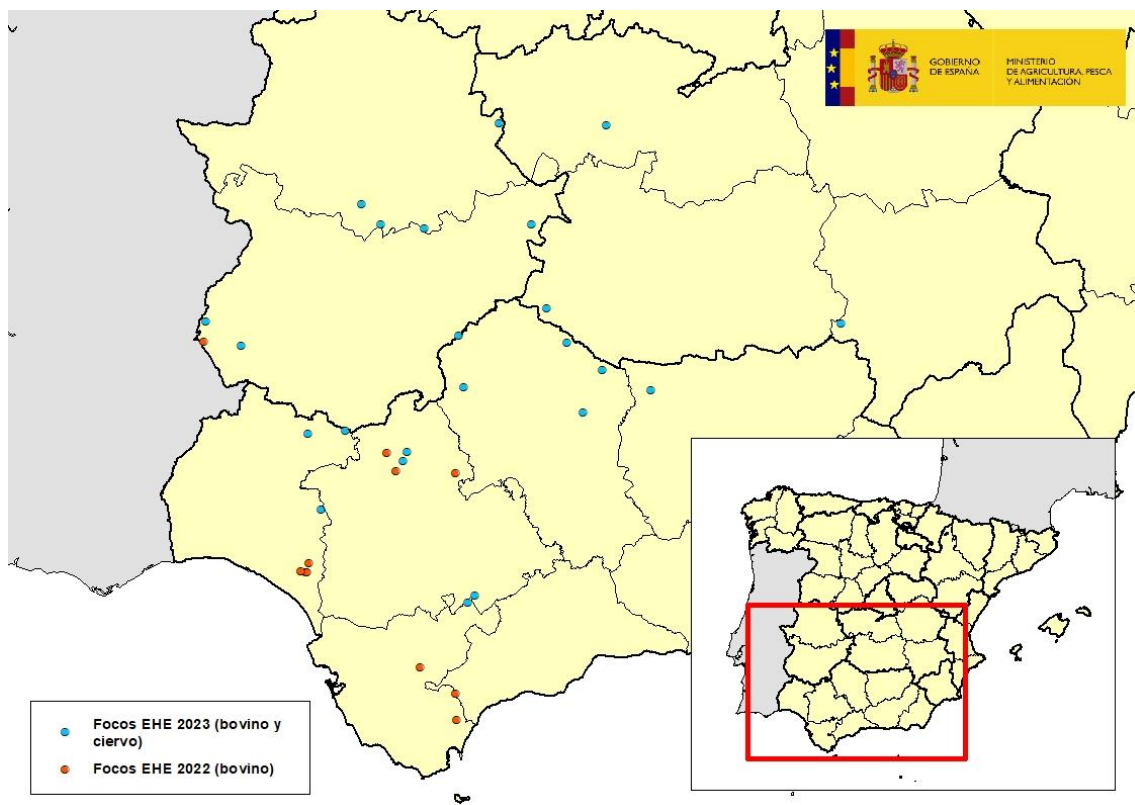 GOBIERNO
DE ESPAÑA
MINISTERIO
DE AGRICULTURA, PESCA
Y ALIMENTACIÓN
Focos EHE 2023 (bovino y
ciervo)
Focos EHE 2022 (bovino)